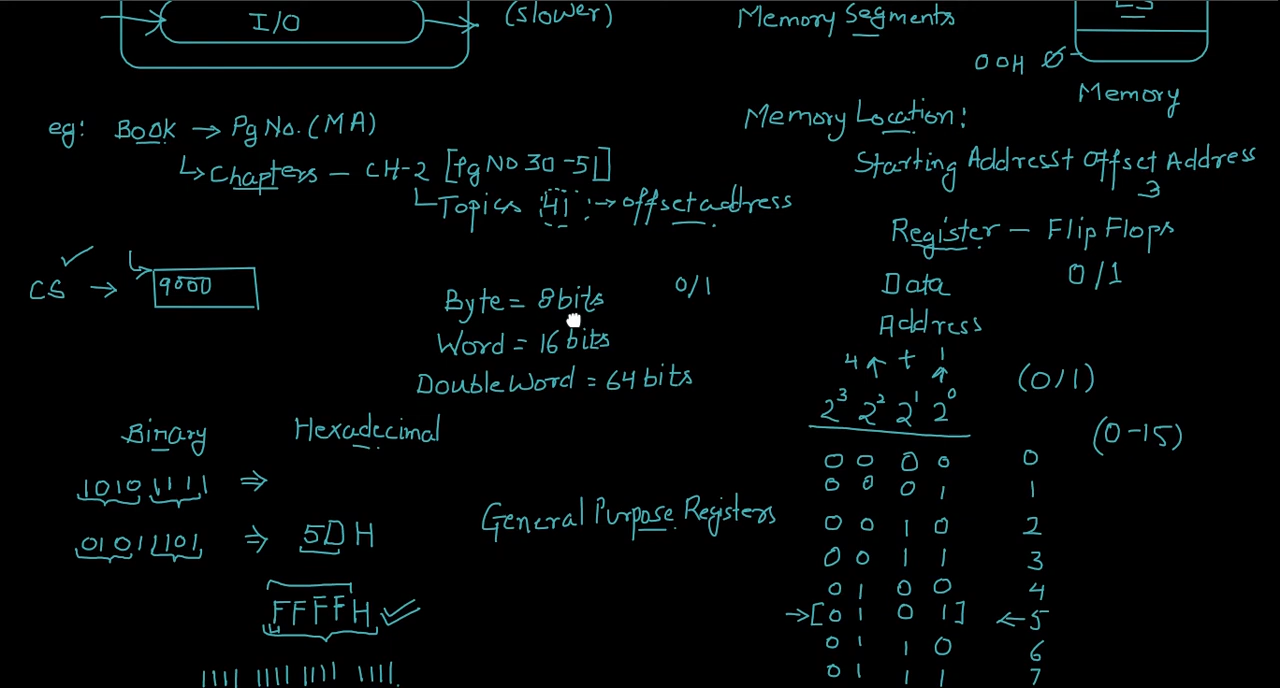 I/O
(slower)
Memory Segments
00H 0
Memory
eg: Book → Pg No. (MA)
↳ Chapters – CH-2 [Pg NO 30-51]
↳ Topics 41 → offset address
Memory Location:
Starting Address + Offset Address
3
Register – Flip Flops
Data 0/1
Address
CS → 9000
Byte = 8 bits 0/1
Word = 16 bits
Double Word = 64 bits
4 + 1
(0/1)
2³ 2² 2¹ 2⁰
(0-15)
Binary Hexadecimal
1010 1111 ⇒
01011101 ⇒ 5DH
FFFFH
1111 1111 1111 1111
General Purpose Registers
0 0 0 0 0
0 0 0 1 1
0 0 1 0 2
0 0 1 1 3
0 1 0 0 4
→ [0 1 0 1] ← 5
0 1 1 0 6
0 1 1 1 7